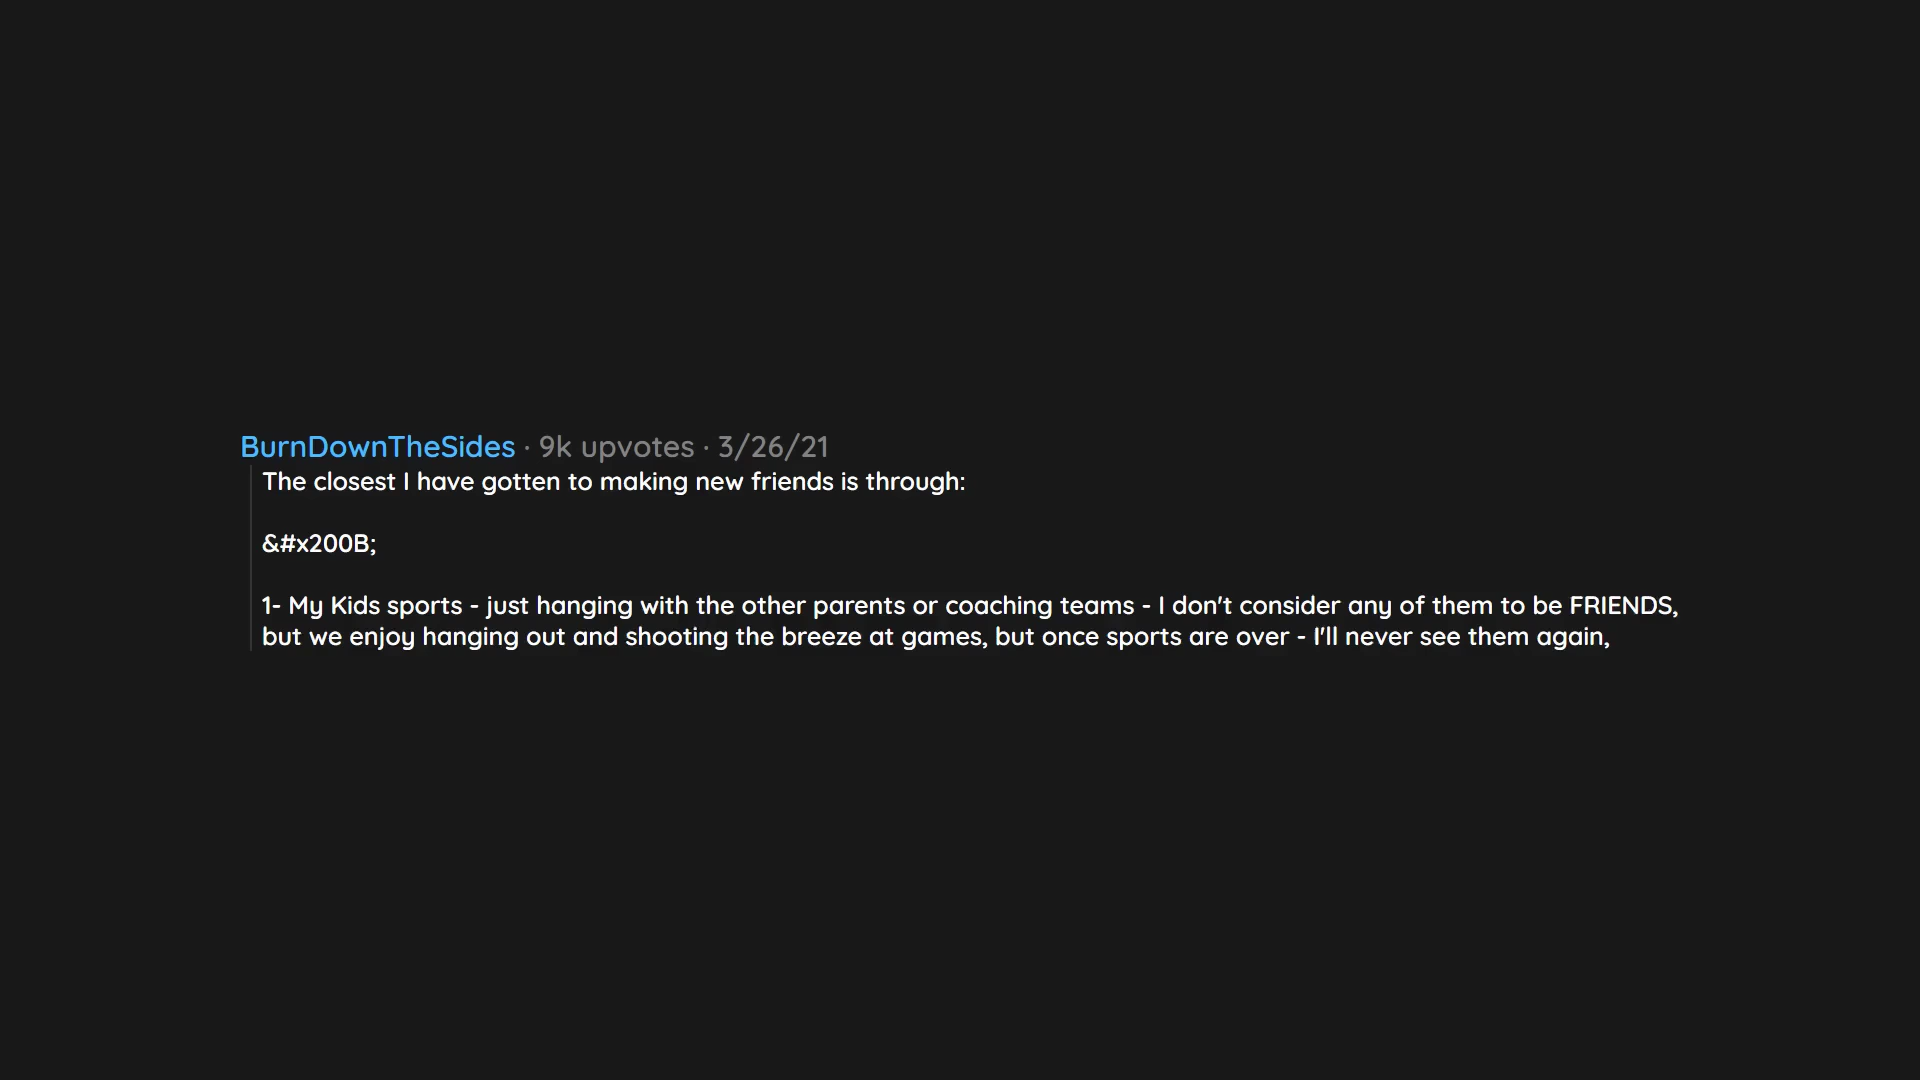 BurnDownTheSides · 9k upvotes · 3/26/21
The closest I have gotten to making new friends is through:
&#x200B;
1- My Kids sports - just hanging with the other parents or coaching teams - I don't consider any of them to be FRIENDS,
but we enjoy hanging out and shooting the breeze at games, but once sports are over - I'll never see them again,